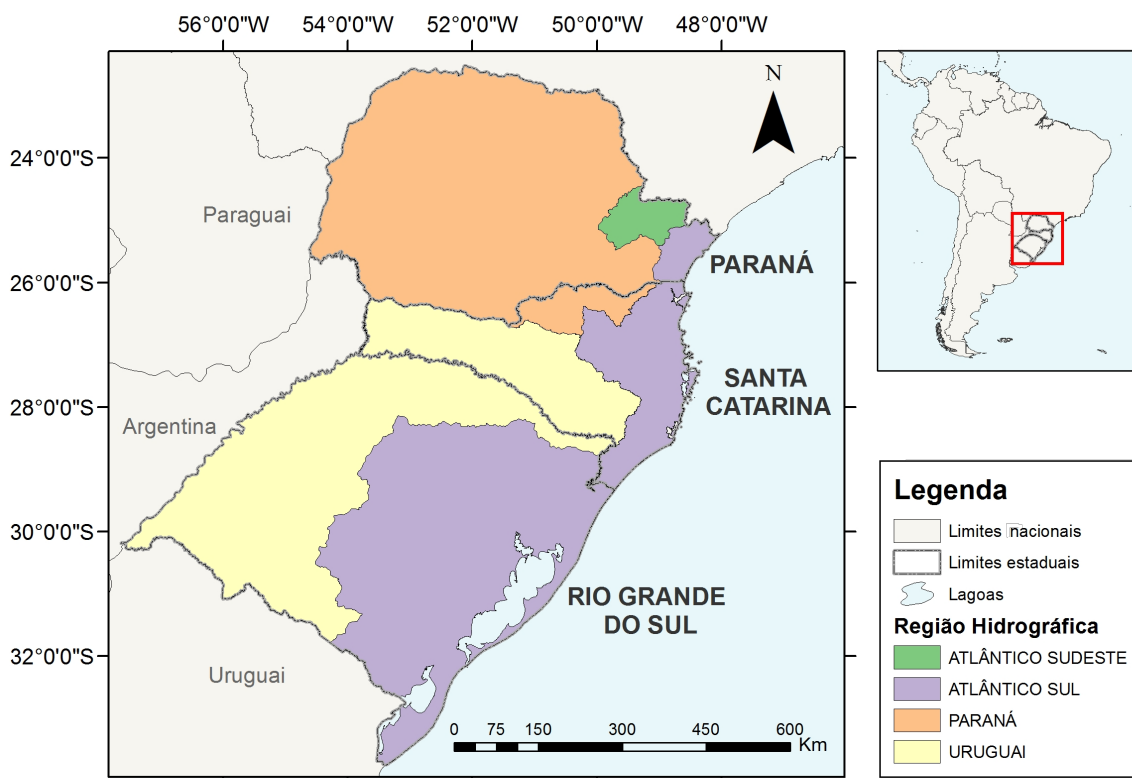 56°0'0"W 54°0'0"W 52°0'0"W 50°0'0"W 48°0'0"W
N
24°0'0"S
Paraguai
PARANÁ
26°0'0"S
SANTA
CATARINA
28°0'0"S
Argentina
30°0'0"S
RIO GRANDE
DO SUL
32°0'0"S
Uruguai
0 75 150 300 450 600
Km
Legenda
Limites nacionais
Limites estaduais
Lagoas
Região Hidrográfica
ATLÂNTICO SUDESTE
ATLÂNTICO SUL
PARANÁ
URUGUAI